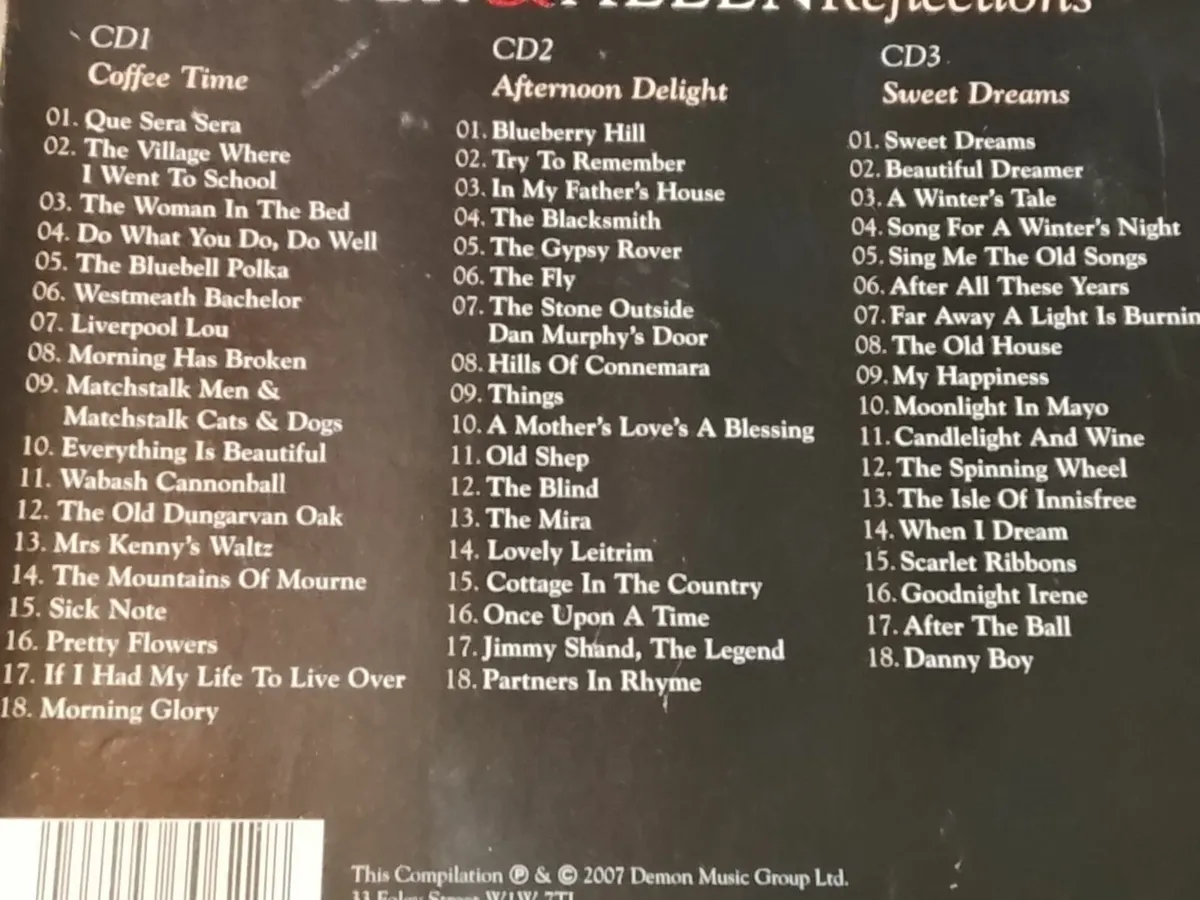 & Reflections
CD1
Coffee Time
01. Que Sera Sera
02. The Village Where
I Went To School
03. The Woman In The Bed
04. Do What You Do, Do Well
05. The Bluebell Polka
06. Westmeath Bachelor
07. Liverpool Lou
08. Morning Has Broken
09. Matchstalk Men &
Matchstalk Cats & Dogs
10. Everything Is Beautiful
11. Wabash Cannonball
12. The Old Dungarvan Oak
13. Mrs Kenny's Waltz
14. The Mountains Of Mourne
15. Sick Note
16. Pretty Flowers
17. If I Had My Life To Live Over
18. Morning Glory
CD2
Afternoon Delight
01. Blueberry Hill
02. Try To Remember
03. In My Father's House
04. The Blacksmith
05. The Gypsy Rover
06. The Fly
07. The Stone Outside
Dan Murphy's Door
08. Hills Of Connemara
09. Things
10. A Mother's Love's A Blessing
11. Old Shep
12. The Blind
13. The Mira
14. Lovely Leitrim
15. Cottage In The Country
16. Once Upon A Time
17. Jimmy Shand, The Legend
18. Partners In Rhyme
CD3
Sweet Dreams
01. Sweet Dreams
02. Beautiful Dreamer
03. A Winter's Tale
04. Song For A Winter's Night
05. Sing Me The Old Songs
06. After All These Years
07. Far Away A Light Is Burnin
08. The Old House
09. My Happiness
10. Moonlight In Mayo
11. Candlelight And Wine
12. The Spinning Wheel
13. The Isle Of Innisfree
14. When I Dream
15. Scarlet Ribbons
16. Goodnight Irene
17. After The Ball
18. Danny Boy
This Compilation ℗ & © 2007 Demon Music Group Ltd.